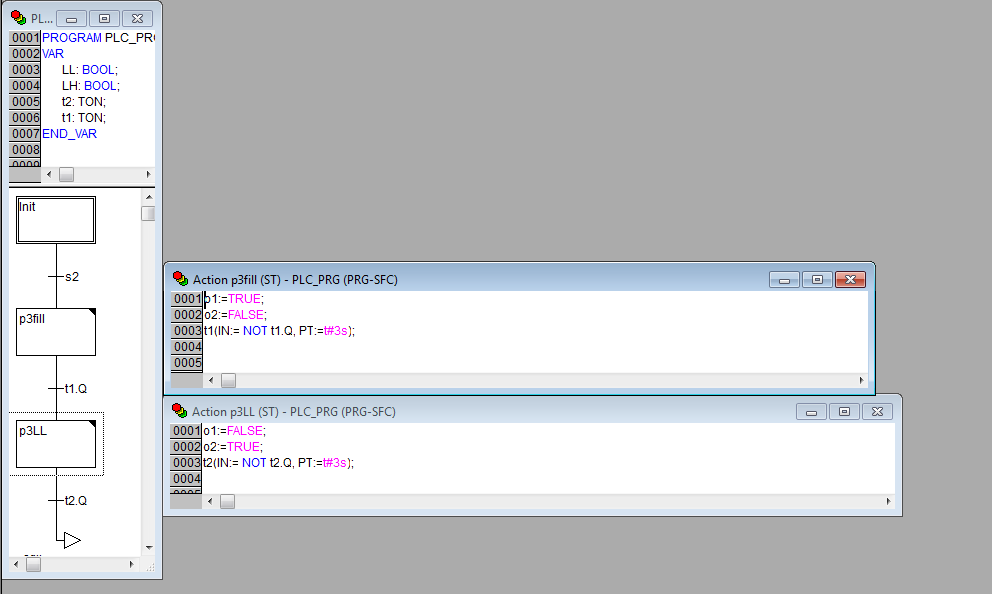 PL...
0001 PROGRAM PLC_PR
0002 VAR
0003 LL: BOOL;
0004 LH: BOOL;
0005 t2: TON;
0006 t1: TON;
0007 END_VAR
0008
0009
Init
s2
p3fill
t1.Q
p3LL
t2.Q
Action p3fill (ST) - PLC_PRG (PRG-SFC)
0001 o1:=TRUE;
0002 o2:=FALSE;
0003 t1(IN:= NOT t1.Q, PT:=t#3s);
0004
0005
Action p3LL (ST) - PLC_PRG (PRG-SFC)
0001 o1:=FALSE;
0002 o2:=TRUE;
0003 t2(IN:= NOT t2.Q, PT:=t#3s);
0004
0005